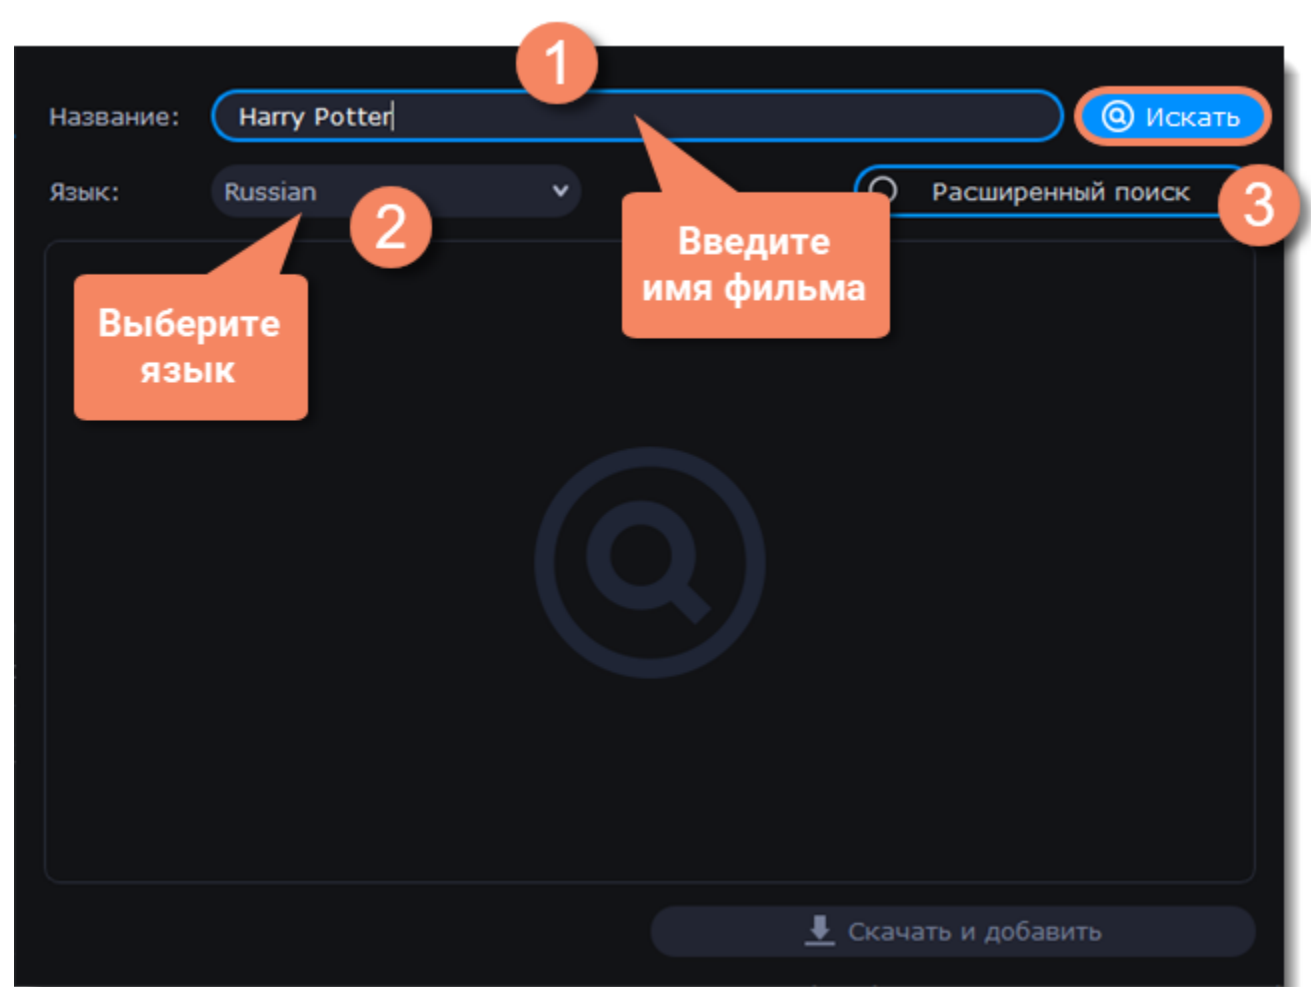 1
Название:
Harry Potter
Искать
Язык:
Russian
2
Расширенный поиск
3
Введите
имя фильма
Выберите
язык
Скачать и добавить